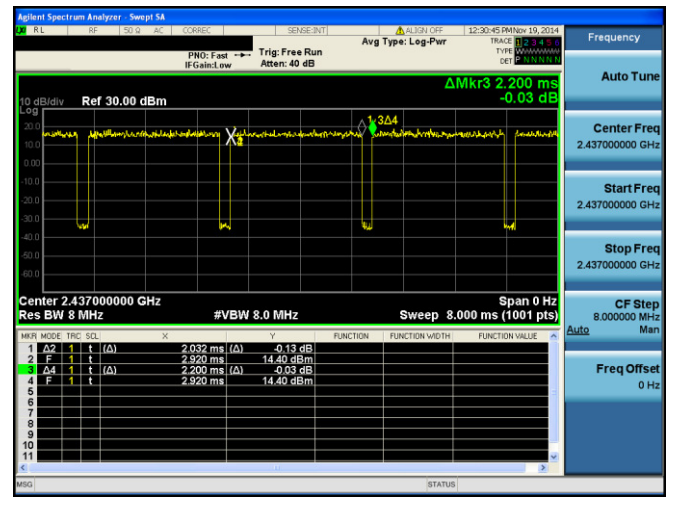 Agilent Spectrum Analyzer - Swept SA
RL RF 50 Ω AC CORREC SENSE:INT ALIGN OFF 12:30:45 PM Nov 19, 2014
Avg Type: Log-Pwr
TRACE 1 2 3 4 5 6
TYPE
DET P N N N N N
PNO: Fast Trig: Free Run
IFGain:Low Atten: 40 dB
ΔMkr3 2.200 ms
-0.03 dB
10 dB/div Ref 30.00 dBm
Log
20.0
10.0
0.00
-10.0
-20.0
-30.0
-40.0
-50.0
-60.0
3Δ4
Center 2.437000000 GHz Span 0 Hz
Res BW 8 MHz #VBW 8.0 MHz Sweep 8.000 ms (1001 pts)
MKR MODE TRC SCL X Y FUNCTION FUNCTION WIDTH FUNCTION VALUE
1 Δ2 1 t (Δ) 2.032 ms (Δ) -0.13 dB
2 F 1 t 2.920 ms 14.40 dBm
3 Δ4 1 t (Δ) 2.200 ms (Δ) -0.03 dB
4 F 1 t 2.920 ms 14.40 dBm
5
6
7
8
9
10
11
MSG STATUS
Frequency
Auto Tune
Center Freq
2.437000000 GHz
Start Freq
2.437000000 GHz
Stop Freq
2.437000000 GHz
CF Step
8.000000 MHz
Auto Man
Freq Offset
0 Hz